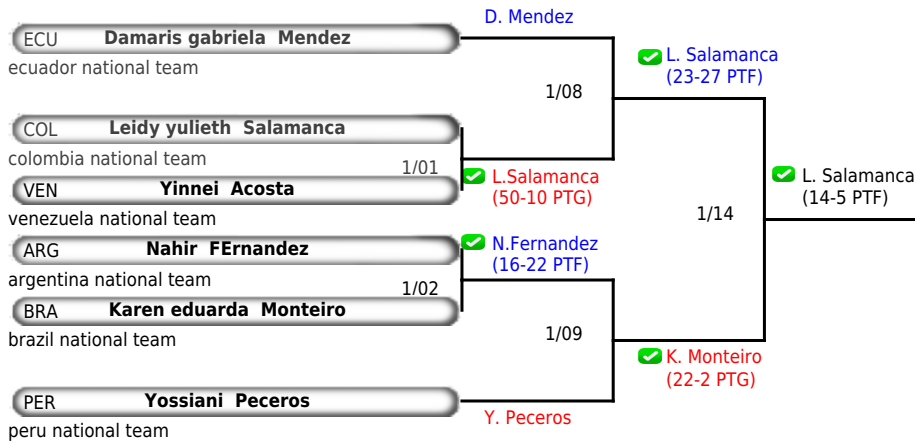 D. Mendez
ECU Damaris gabriela Mendez
ecuador national team
L. Salamanca
(23-27 PTF)
1/08
COL Leidy yulieth Salamanca
colombia national team
1/01
L.Salamanca
(50-10 PTG)
VEN Yinnei Acosta
venezuela national team
L. Salamanca
(14-5 PTF)
1/14
ARG Nahir FErnandez
argentina national team
N.Fernandez
(16-22 PTF)
1/02
BRA Karen eduarda Monteiro
brazil national team
1/09
K. Monteiro
(22-2 PTG)
PER Yossiani Peceros
peru national team
Y. Peceros